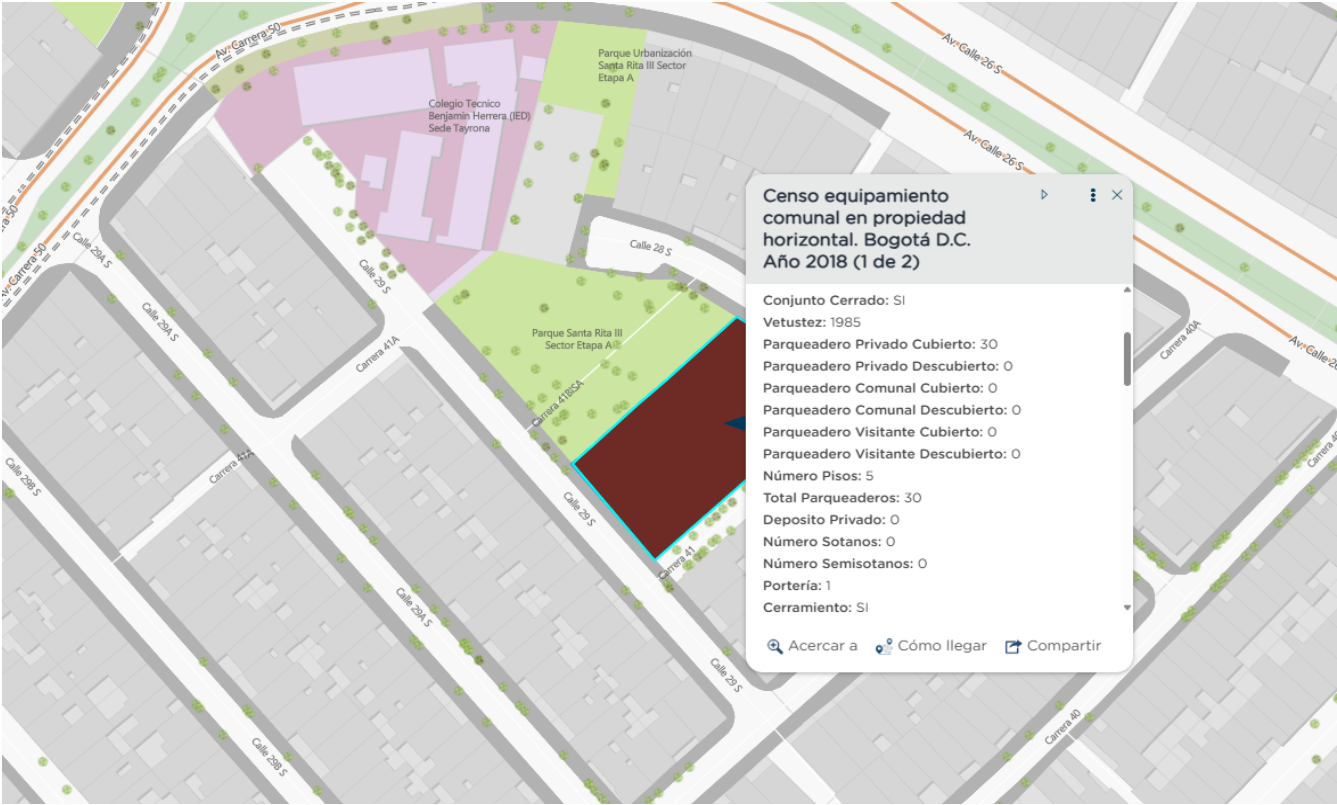 Av. Carrera 50
Parque Urbanización
Santa Rita III Sector
Etapa A
Av. Calle 26 S
Colegio Tecnico
Benjamin Herrera (IED)
Sede Tayrona
Av. Calle 26 S
Censo equipamiento
comunal en propiedad
horizontal. Bogotá D.C.
Año 2018 (1 de 2)
Conjunto Cerrado: SI
Vetustez: 1985
Parqueadero Privado Cubierto: 30
Parqueadero Privado Descubierto: 0
Parqueadero Comunal Cubierto: 0
Parqueadero Comunal Descubierto: 0
Parqueadero Visitante Cubierto: 0
Parqueadero Visitante Descubierto: 0
Número Pisos: 5
Total Parqueaderos: 30
Deposito Privado: 0
Número Sotanos: 0
Número Semisotanos: 0
Portería: 1
Cerramiento: SI
Acercar a
Cómo llegar
Compartir
Calle 28 S
Calle 29A S
Av. Carrera 50
Calle 29 S
Calle 29A S
Parque Santa Rita III
Sector Etapa A
Carrera 41A
Carrera 40A
Carrera 41BISA
Carrera 41A
Calle 29B S
Calle 29 S
Carrera 41
Calle 29A S
Calle 29 S
Carrera 40
Calle 29B S